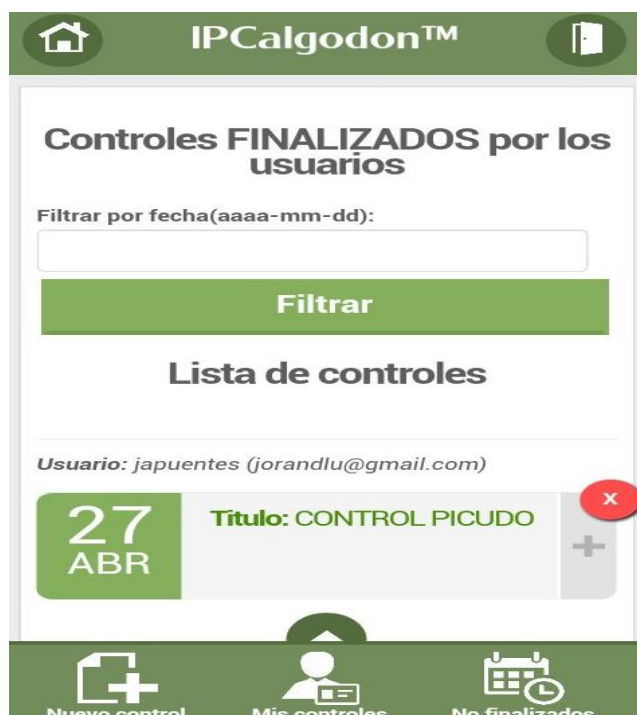 IPCalgodon™
Controles FINALIZADOS por los
usuarios
Filtrar por fecha(aaaa-mm-dd):
Filtrar
Lista de controles
Usuario: japuentes (jorandlu@gmail.com)
27
ABR
Titulo: CONTROL PICUDO
x
+
Nuevo control
Mis controles
No finalizados